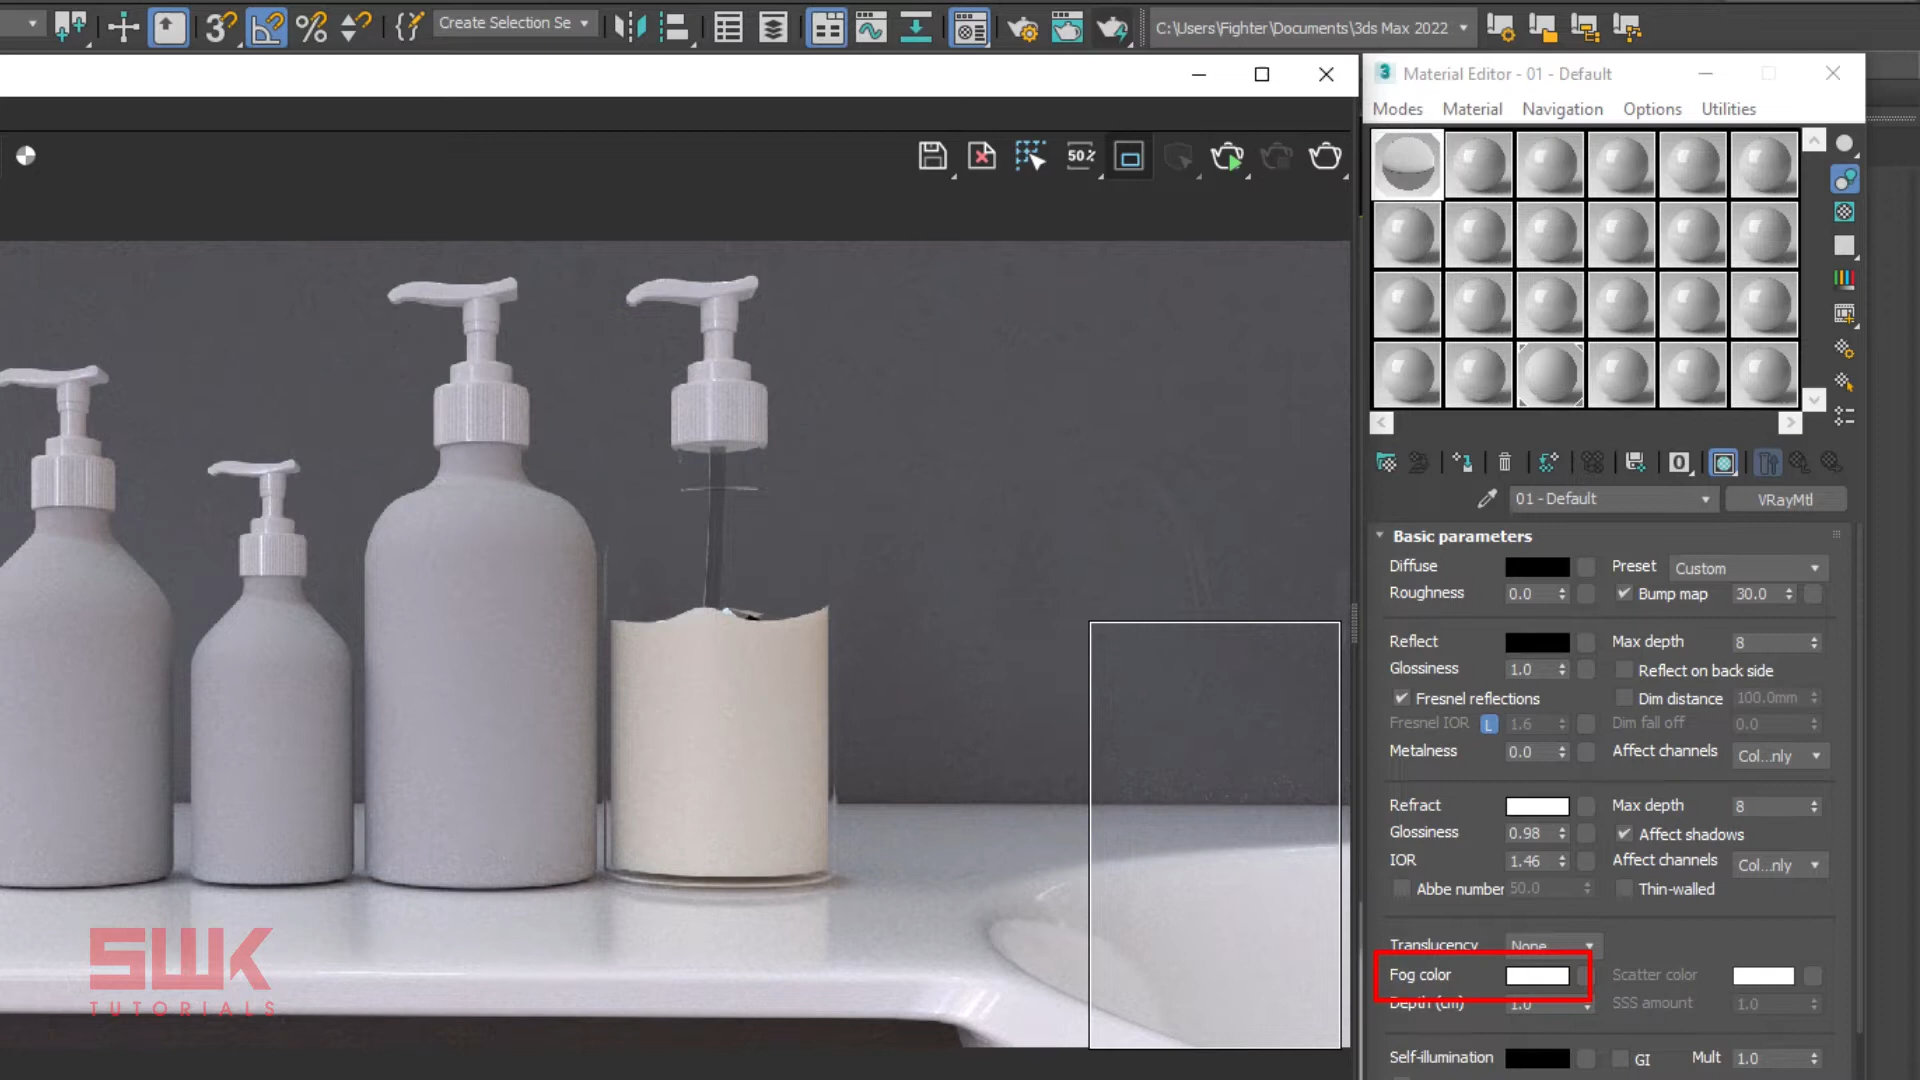 Create Selection Se
C:\Users\Fighter\Documents\3ds Max 2022
Material Editor - 01 - Default
Modes Material Navigation Options Utilities
50%
01 - Default VRayMtl
Basic parameters
Diffuse Preset Custom
Roughness 0.0 Bump map 30.0
Reflect Max depth 8
Glossiness 1.0 Reflect on back side
Fresnel reflections Dim distance 100.0mm
Fresnel IOR L 1.6 Dim fall off 0.0
Metalness 0.0 Affect channels Col...nly
Refract Max depth 8
Glossiness 0.98 Affect shadows
IOR 1.46 Affect channels Col...nly
Abbe number 50.0 Thin-walled
Translucency None
Fog color Scatter color
Depth (cm) 1.0 SSS amount 1.0
Self-illumination GI Mult 1.0
SWK
TUTORIALS